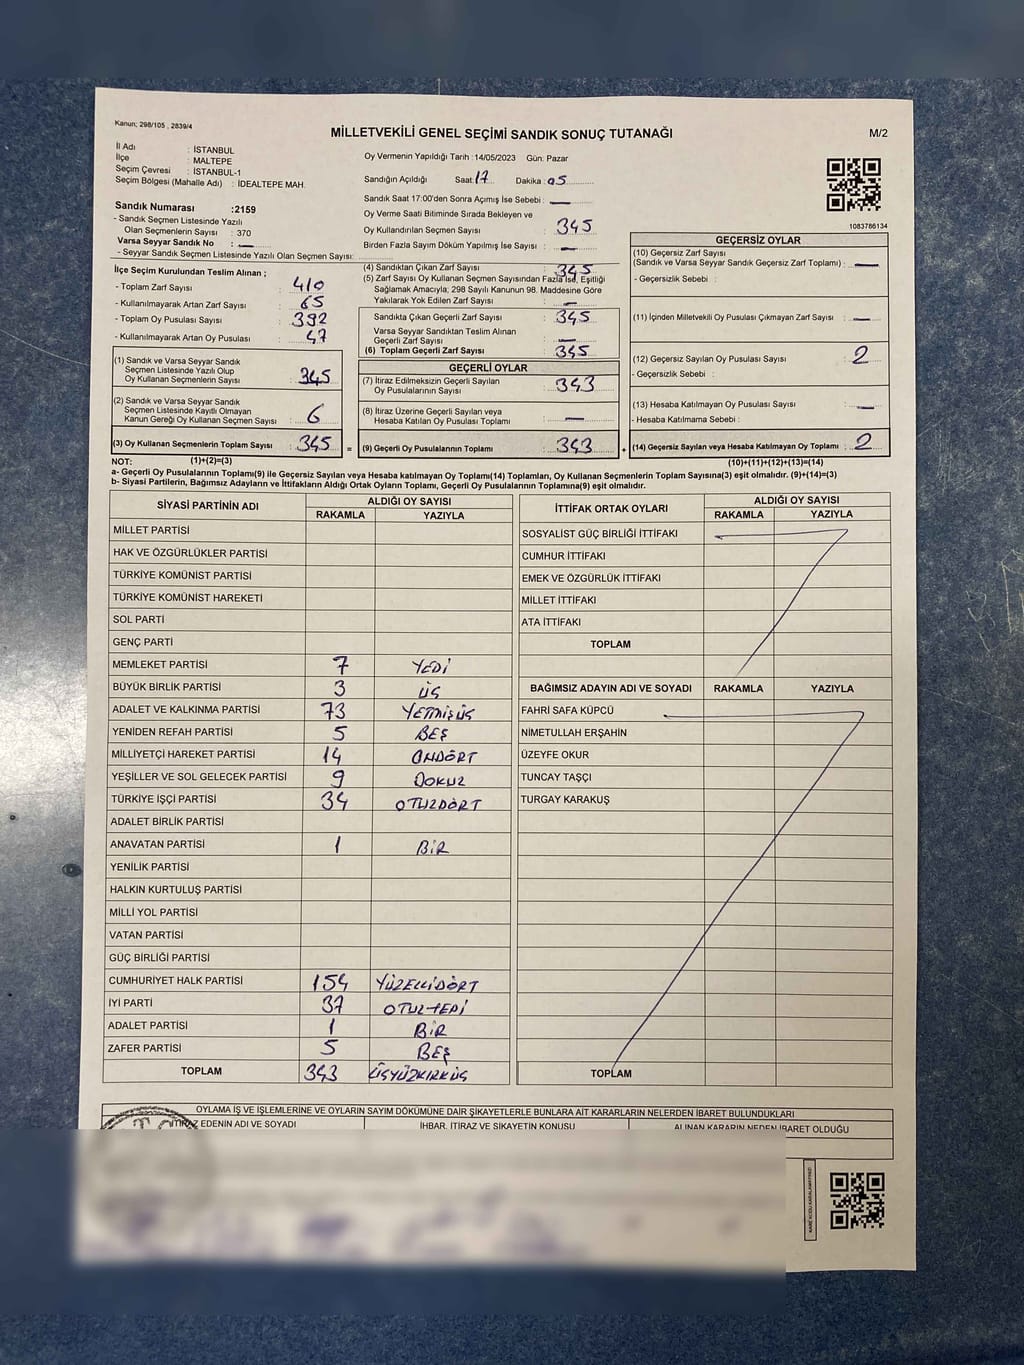 Kanun; 298/105 , 2839/4
MİLLETVEKİLİ GENEL SEÇİMİ SANDIK SONUÇ TUTANAĞI
M/2
İl Adı : İSTANBUL
İlçe : MALTEPE
Seçim Çevresi : İSTANBUL-1
Seçim Bölgesi (Mahalle Adı) : İDEALTEPE MAH.
Oy Vermenin Yapıldığı Tarih : 14/05/2023 Gün: Pazar
Sandığın Açıldığı Saat: 17 Dakika : 05
Sandık Saat 17:00'den Sonra Açımış İse Sebebi : —
Oy Verme Saati Bitiminde Sırada Bekleyen ve
Oy Kullandırılan Seçmen Sayısı : 345
Birden Fazla Sayım Döküm Yapılmış İse Sayısı : —
1083786134
Sandık Numarası :2159
- Sandık Seçmen Listesinde Yazılı
Olan Seçmenlerin Sayısı : 370
Varsa Seyyar Sandık No : —
- Seyyar Sandık Seçmen Listesinde Yazılı Olan Seçmen Sayısı:
İlçe Seçim Kurulundan Teslim Alınan ;
- Toplam Zarf Sayısı : 410
- Kullanılmayarak Artan Zarf Sayısı : 65
- Toplam Oy Pusulası Sayısı : 392
- Kullanılmayarak Artan Oy Pusulası : 47
(1) Sandık ve Varsa Seyyar Sandık
Seçmen Listesinde Yazılı Olup
Oy Kullanan Seçmenlerin Sayısı : 345
(2) Sandık ve Varsa Seyyar Sandık
Seçmen Listesinde Kayıtlı Olmayan
Kanun Gereği Oy Kullanan Seçmen Sayısı : 6
(3) Oy Kullanan Seçmenlerin Toplam Sayısı : 345 =
(4) Sandıktan Çıkan Zarf Sayısı : 345
(5) Zarf Sayısı Oy Kullanan Seçmen Sayısından Fazla İse, Eşitliği
Sağlamak Amacıyla; 298 Sayılı Kanunun 98. Maddesine Göre
Yakılarak Yok Edilen Zarf Sayısı : —
Sandıkta Çıkan Geçerli Zarf Sayısı : 345
Varsa Seyyar Sandıktan Teslim Alınan
Geçerli Zarf Sayısı : —
(6) Toplam Geçerli Zarf Sayısı : 345
GEÇERLİ OYLAR
(7) İtiraz Edilmeksizin Geçerli Sayılan
Oy Pusulalarının Sayısı : 343
(8) İtiraz Üzerine Geçerli Sayılan veya
Hesaba Katılan Oy Pusulası Toplamı : —
(9) Geçerli Oy Pusulalarının Toplamı : 343 +
GEÇERSİZ OYLAR
(10) Geçersiz Zarf Sayısı
(Sandık ve Varsa Seyyar Sandık Geçersiz Zarf Toplamı) : —
- Geçersizlik Sebebi :
(11) İçinden Milletvekili Oy Pusulası Çıkmayan Zarf Sayısı : —
(12) Geçersiz Sayılan Oy Pusulası Sayısı : 2
- Geçersizlik Sebebi :
(13) Hesaba Katılmayan Oy Pusulası Sayısı : —
- Hesaba Katılmama Sebebi :
(14) Geçersiz Sayılan veya Hesaba Katılmayan Oy Toplamı : 2
NOT: (1)+(2)=(3) (10)+(11)+(12)+(13)=(14)
a- Geçerli Oy Pusulalarının Toplamı(9) ile Geçersiz Sayılan veya Hesaba katılmayan Oy Toplamı(14) Toplamları, Oy Kullanan Seçmenlerin Toplam Sayısına(3) eşit olmalıdır. (9)+(14)=(3)
b- Siyasi Partilerin, Bağımsız Adayların ve İttifakların Aldığı Ortak Oyların Toplamı, Geçerli Oy Pusulalarının Toplamına(9) eşit olmalıdır.
SİYASİ PARTİNİN ADI ALDIĞI OY SAYISI
RAKAMLA YAZIYLA
MİLLET PARTİSİ
HAK VE ÖZGÜRLÜKLER PARTİSİ
TÜRKİYE KOMÜNİST PARTİSİ
TÜRKİYE KOMÜNİST HAREKETİ
SOL PARTİ
GENÇ PARTİ
MEMLEKET PARTİSİ 7 YEDİ
BÜYÜK BİRLİK PARTİSİ 3 ÜÇ
ADALET VE KALKINMA PARTİSİ 73 YETMİŞÜÇ
YENİDEN REFAH PARTİSİ 5 BEŞ
MİLLİYETÇİ HAREKET PARTİSİ 14 ONDÖRT
YEŞİLLER VE SOL GELECEK PARTİSİ 9 DOKUZ
TÜRKİYE İŞÇİ PARTİSİ 34 OTUZDÖRT
ADALET BİRLİK PARTİSİ
ANAVATAN PARTİSİ 1 BİR
YENİLİK PARTİSİ
HALKIN KURTULUŞ PARTİSİ
MİLLİ YOL PARTİSİ
VATAN PARTİSİ
GÜÇ BİRLİĞİ PARTİSİ
CUMHURİYET HALK PARTİSİ 154 YÜZELLİDÖRT
İYİ PARTİ 37 OTUZYEDİ
ADALET PARTİSİ 1 BİR
ZAFER PARTİSİ 5 BEŞ
TOPLAM 343 ÜÇYÜZKIRKÜÇ
İTTİFAK ORTAK OYLARI ALDIĞI OY SAYISI
RAKAMLA YAZIYLA
SOSYALİST GÜÇ BİRLİĞİ İTTİFAKI
CUMHUR İTTİFAKI
EMEK VE ÖZGÜRLÜK İTTİFAKI
MİLLET İTTİFAKI
ATA İTTİFAKI
TOPLAM
BAĞIMSIZ ADAYIN ADI VE SOYADI RAKAMLA YAZIYLA
FAHRİ SAFA KÜPCÜ
NİMETULLAH ERŞAHİN
ÜZEYFE OKUR
TUNCAY TAŞÇI
TURGAY KARAKUŞ
TOPLAM
OYLAMA İŞ VE İŞLEMLERİNE VE OYLARIN SAYIM DÖKÜMÜNE DAİR ŞİKAYETLERLE BUNLARA AİT KARARLARIN NELERDEN İBARET BULUNDUKLARI
İTİRAZ EDENİN ADI VE SOYADI İHBAR, İTİRAZ VE ŞİKAYETİN KONUSU ALINAN KARARIN NEDEN İBARET OLDUĞU
T.C.